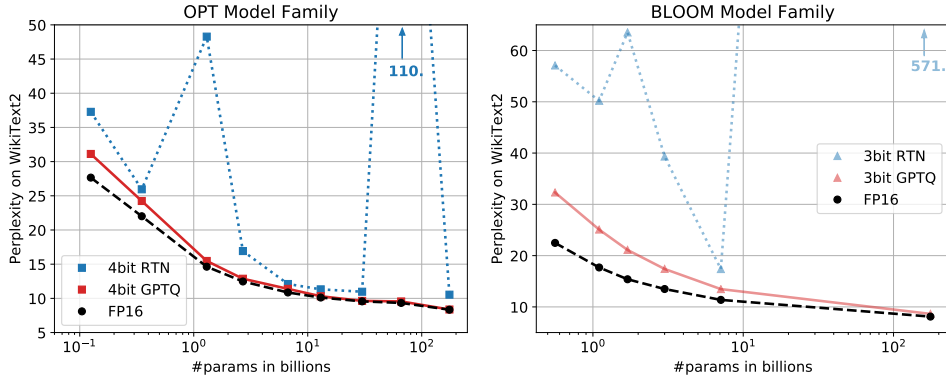 OPT Model Family
Perplexity on WikiText2
50
45
40
35
30
25
20
15
10
5
110.
4bit RTN
4bit GPTQ
FP16
10⁻¹
10⁰
10¹
10²
#params in billions
BLOOM Model Family
Perplexity on WikiText2
60
50
40
30
20
10
571.
3bit RTN
3bit GPTQ
FP16
10⁰
10¹
10²
#params in billions